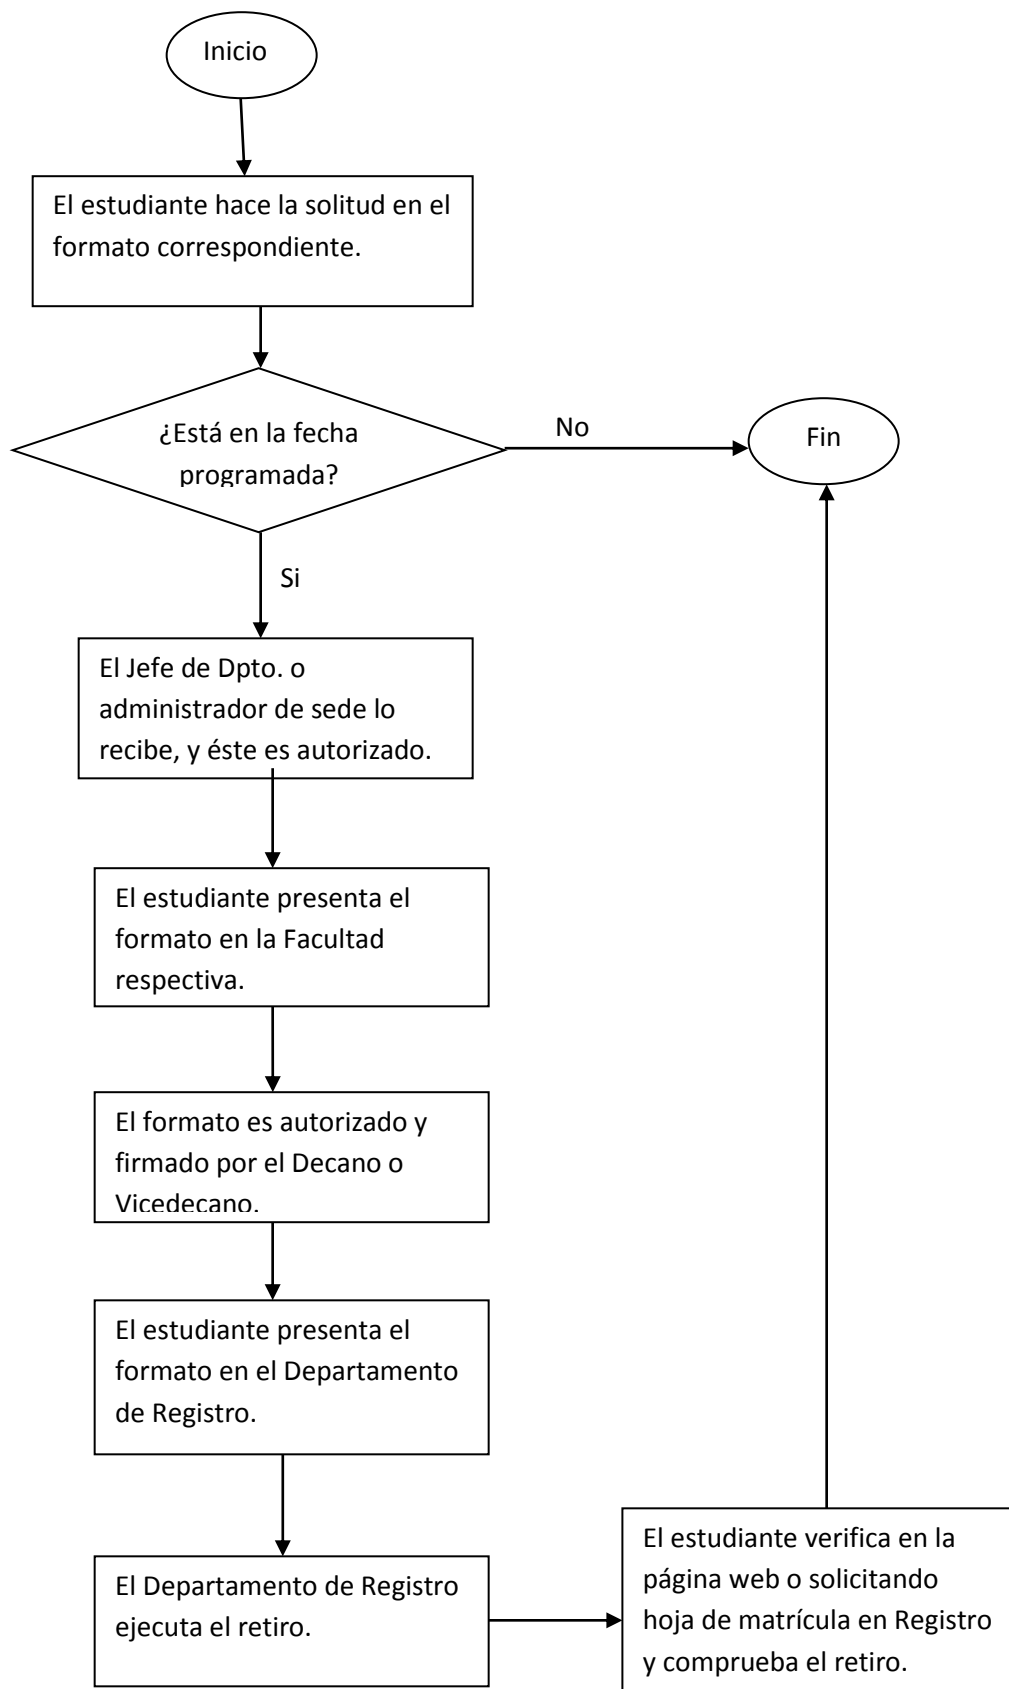 Inicio
El estudiante hace la solitud en el
formato correspondiente.
¿Está en la fecha
programada?
No
Fin
Si
El Jefe de Dpto. o
administrador de sede lo
recibe, y éste es autorizado.
El estudiante presenta el
formato en la Facultad
respectiva.
El formato es autorizado y
firmado por el Decano o
Vicedecano.
El estudiante presenta el
formato en el Departamento
de Registro.
El Departamento de Registro
ejecuta el retiro.
El estudiante verifica en la
página web o solicitando
hoja de matrícula en Registro
y comprueba el retiro.